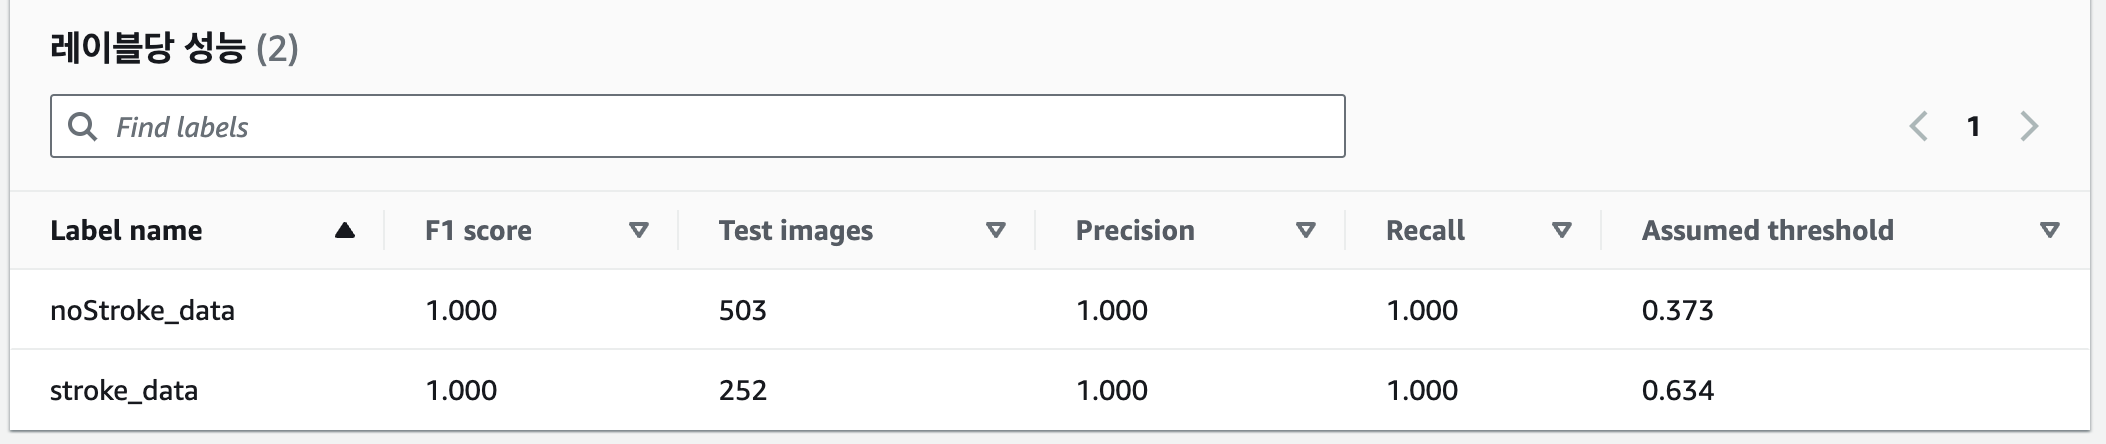 레이블당 성능 (2)
Find labels
1
Label name F1 score Test images Precision Recall Assumed threshold
noStroke_data 1.000 503 1.000 1.000 0.373
stroke_data 1.000 252 1.000 1.000 0.634